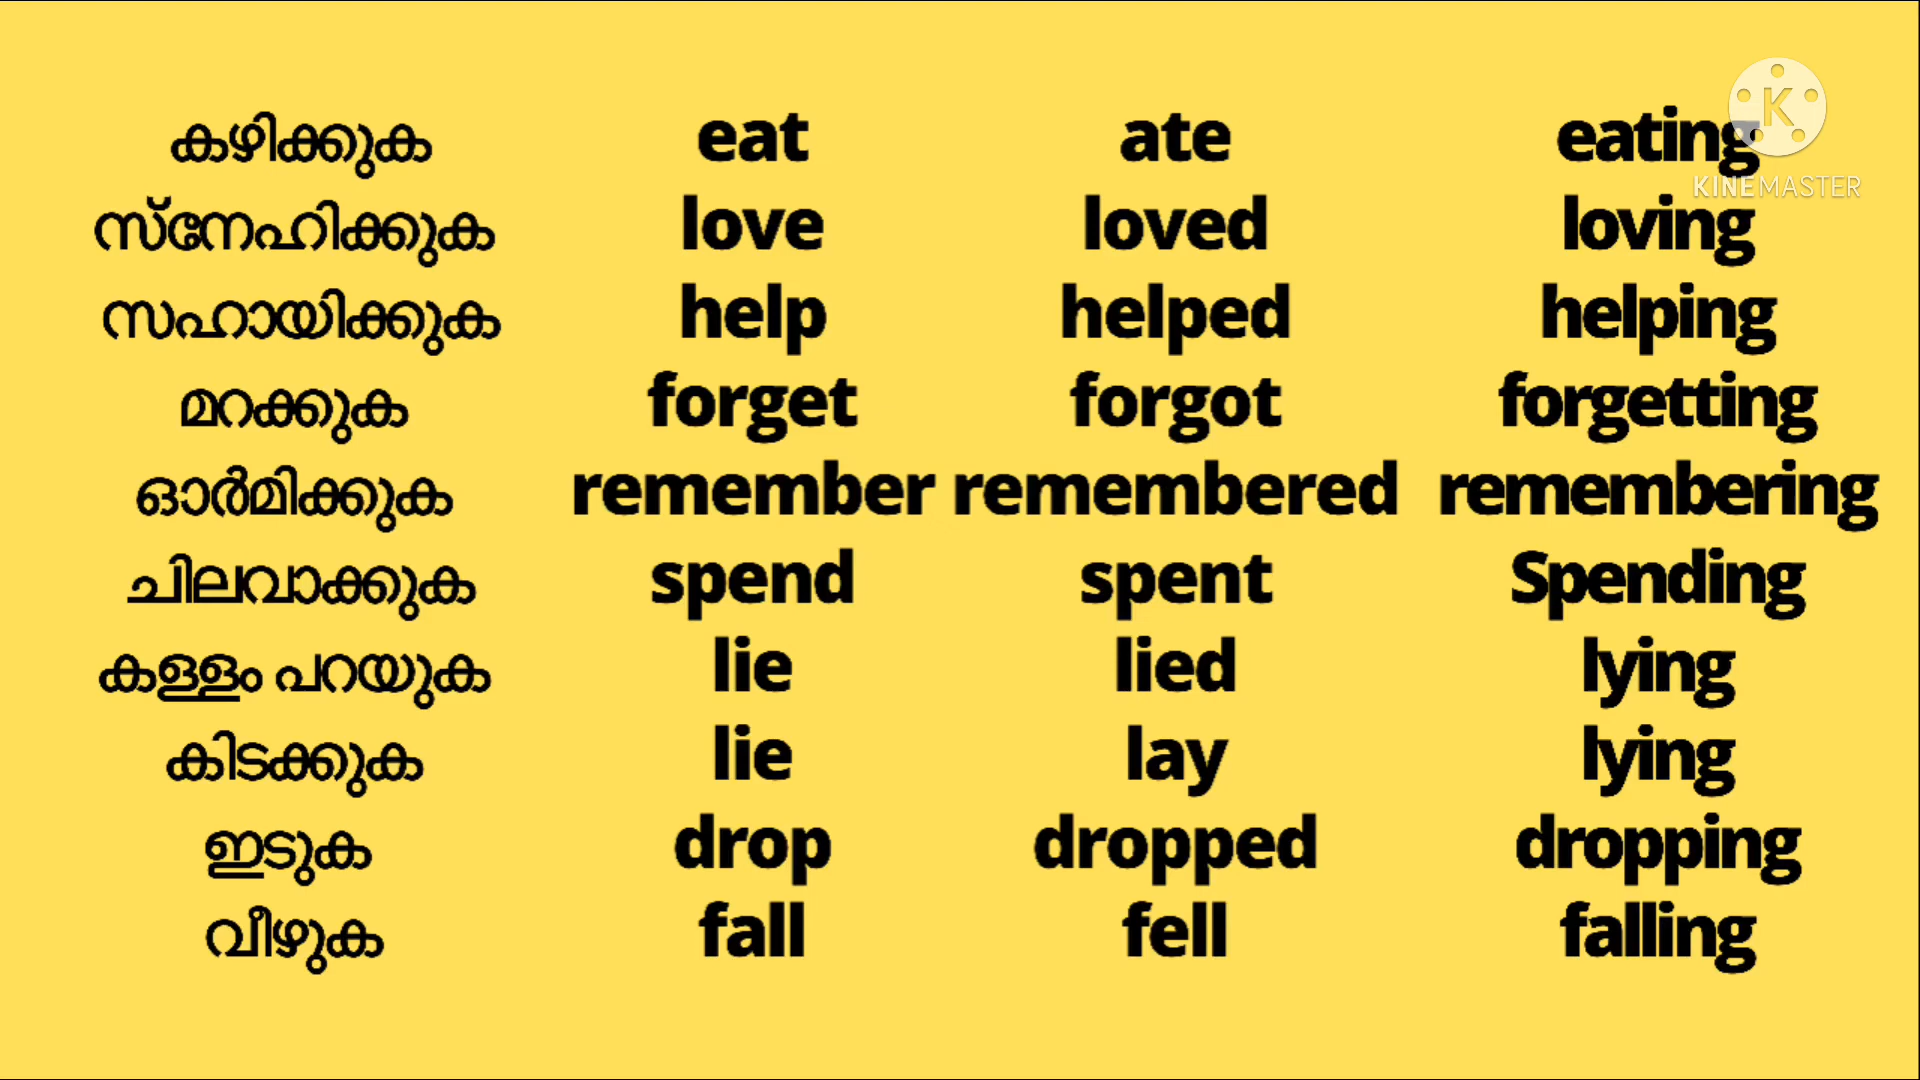 കഴിക്കുക eat ate eating
സ്നേഹിക്കുക love loved loving
സഹായിക്കുക help helped helping
മറക്കുക forget forgot forgetting
ഓർമിക്കുക remember remembered remembering
ചിലവാക്കുക spend spent Spending
കള്ളം പറയുക lie lied lying
കിടക്കുക lie lay lying
ഇടുക drop dropped dropping
വീഴുക fall fell falling
K
KINEMASTER